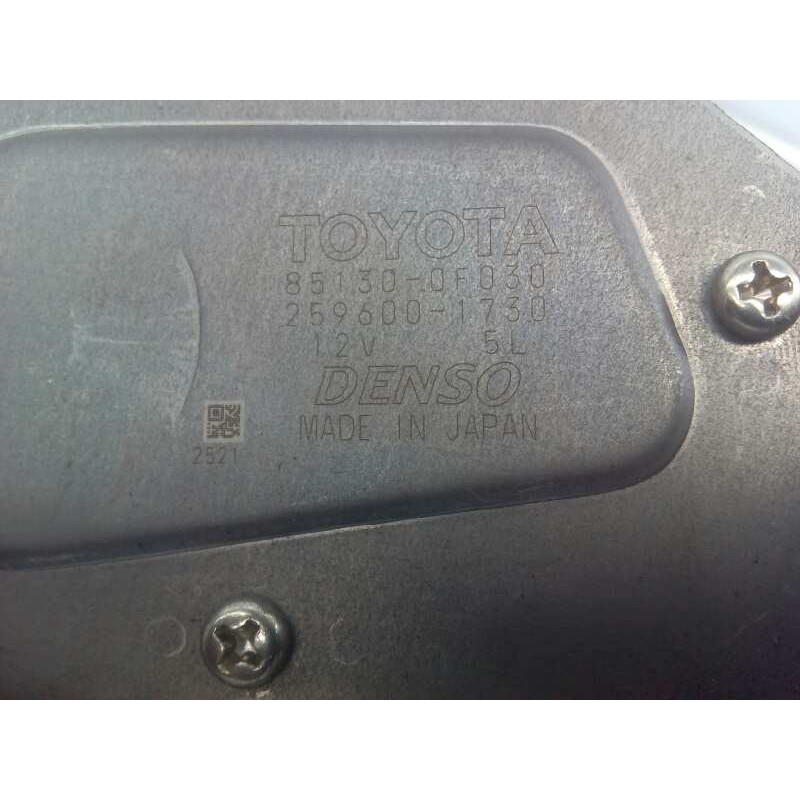 TOYOTA
85130-0F030
259600-1730
12V 5L
DENSO
MADE IN JAPAN
2521